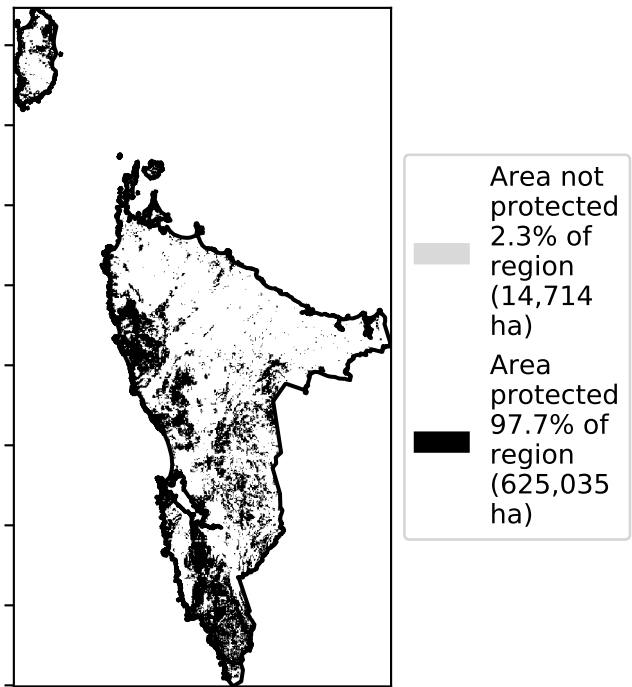 Area not
protected
2.3% of
region
(14,714
ha)
Area
protected
97.7% of
region
(625,035
ha)